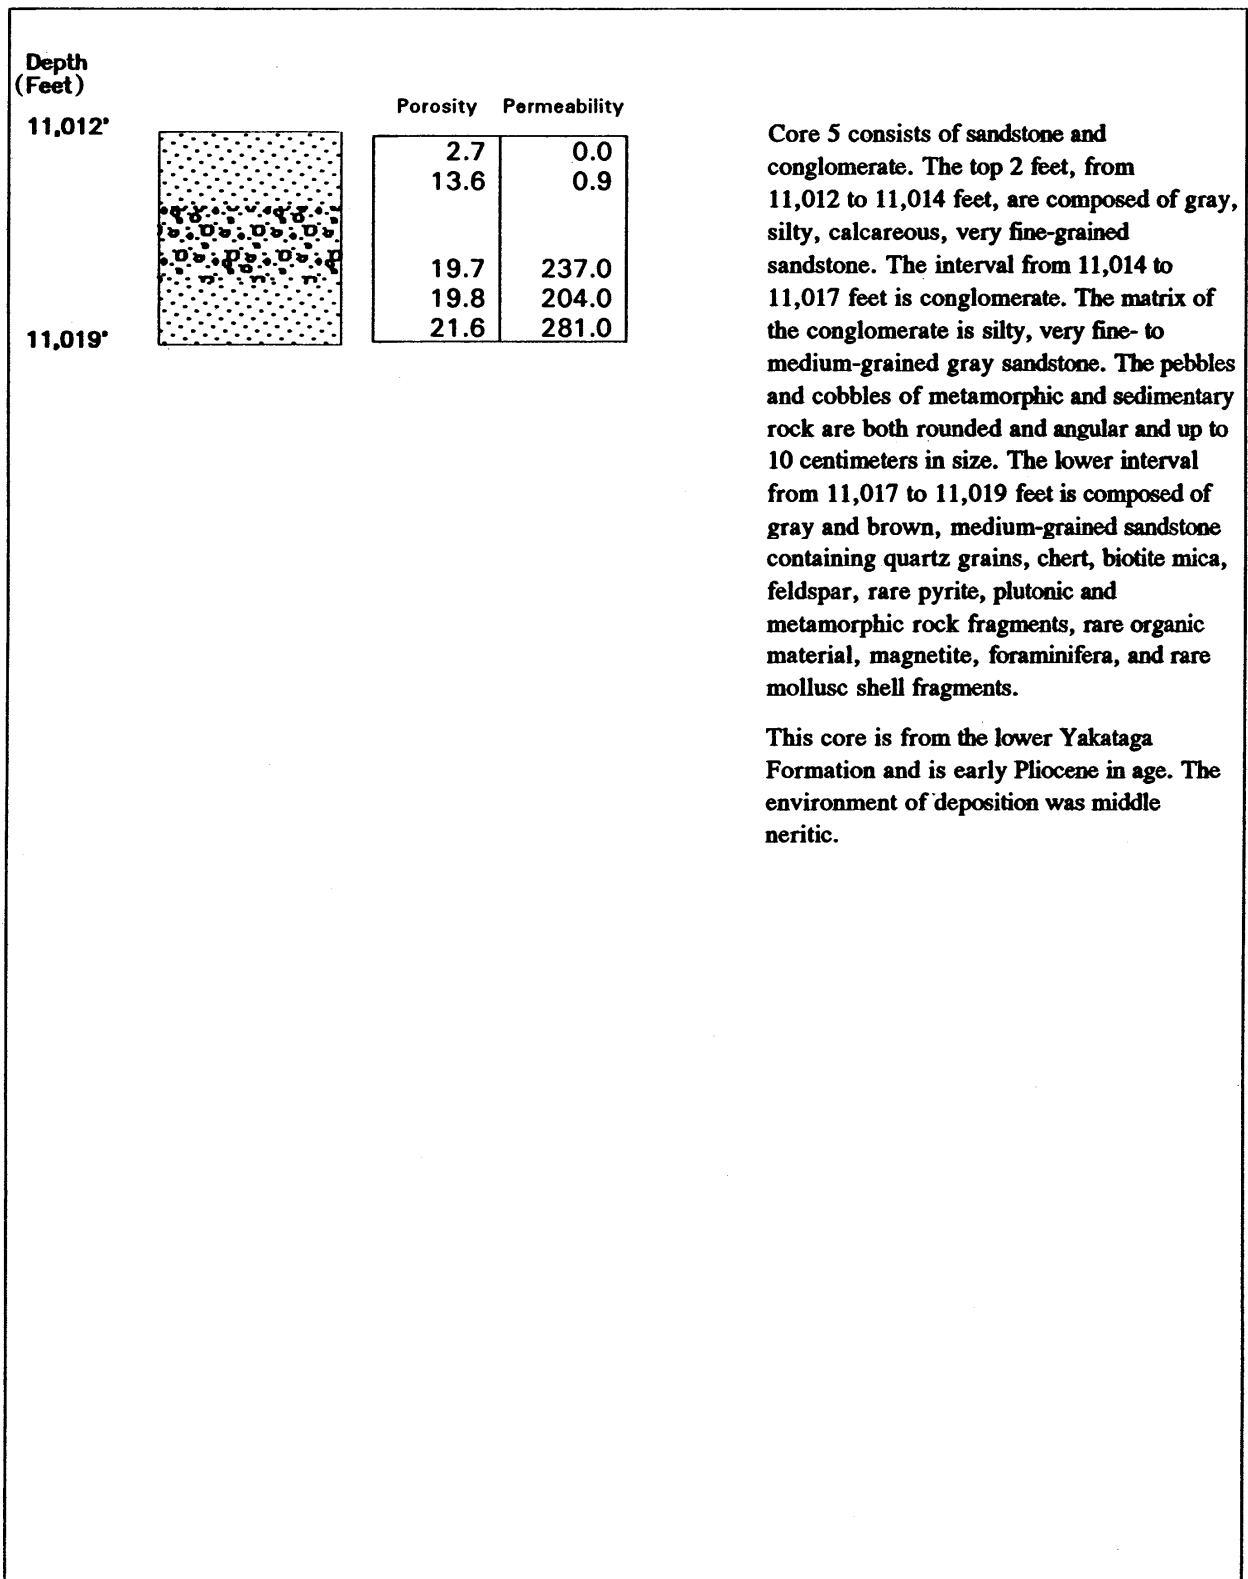 Depth
(Feet)
Porosity Permeability
11,012'
2.7 0.0
13.6 0.9
19.7 237.0
19.8 204.0
21.6 281.0
11,019'
Core 5 consists of sandstone and
conglomerate. The top 2 feet, from
11,012 to 11,014 feet, are composed of gray,
silty, calcareous, very fine-grained
sandstone. The interval from 11,014 to
11,017 feet is conglomerate. The matrix of
the conglomerate is silty, very fine- to
medium-grained gray sandstone. The pebbles
and cobbles of metamorphic and sedimentary
rock are both rounded and angular and up to
10 centimeters in size. The lower interval
from 11,017 to 11,019 feet is composed of
gray and brown, medium-grained sandstone
containing quartz grains, chert, biotite mica,
feldspar, rare pyrite, plutonic and
metamorphic rock fragments, rare organic
material, magnetite, foraminifera, and rare
mollusc shell fragments.
This core is from the lower Yakataga
Formation and is early Pliocene in age. The
environment of deposition was middle
neritic.